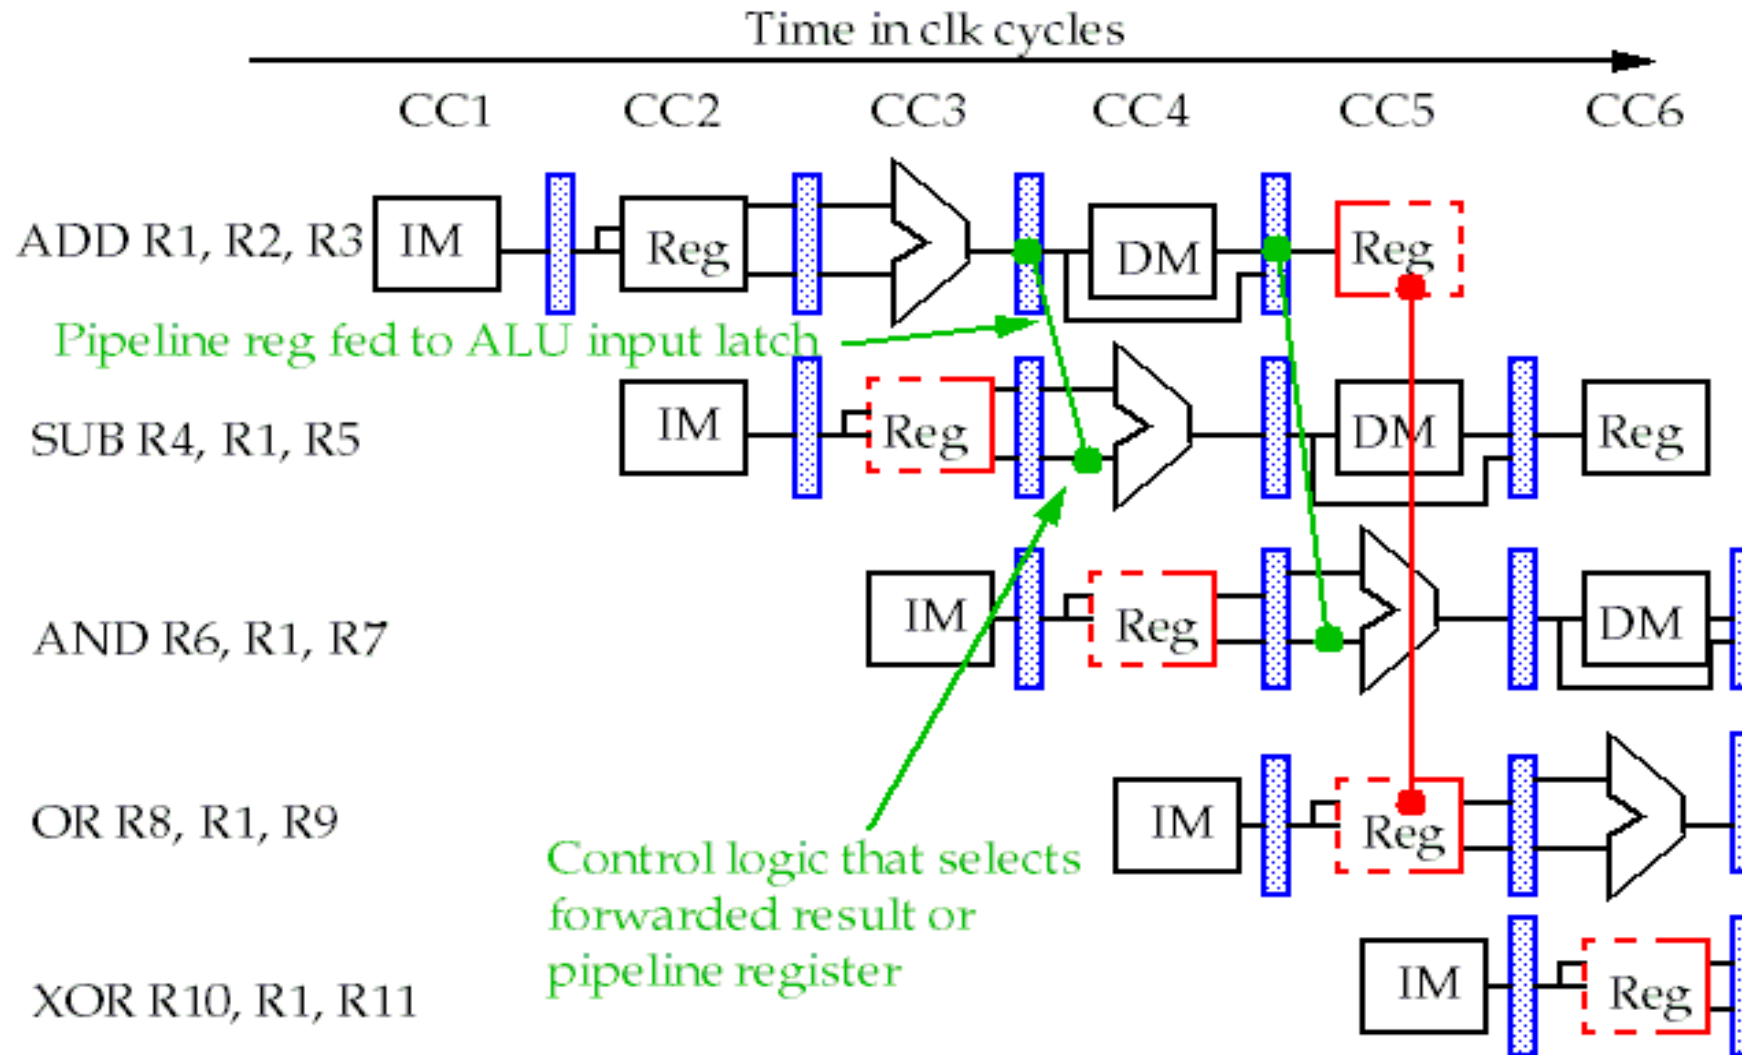 Time in clk cycles
CC1 CC2 CC3 CC4 CC5 CC6
ADD R1, R2, R3 IM Reg DM Reg
Pipeline reg fed to ALU input latch
SUB R4, R1, R5 IM Reg DM Reg
AND R6, R1, R7 IM Reg DM
OR R8, R1, R9 IM Reg
Control logic that selects
forwarded result or
pipeline register
XOR R10, R1, R11 IM Reg